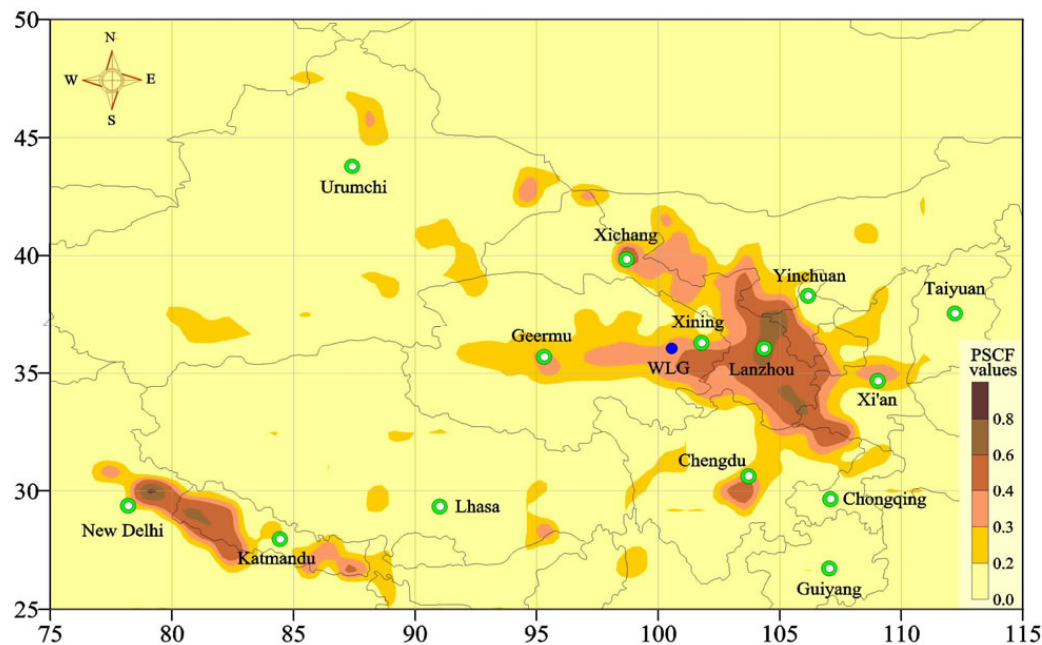 50
45
40
35
30
25
N
W E
S
Urumchi
Xichang
Yinchuan
Taiyuan
Geermu
Xining
WLG
Lanzhou
Xi'an
Chengdu
New Delhi
Lhasa
Chongqing
Katmandu
Guiyang
PSCF
values
0.8
0.6
0.4
0.3
0.2
0.0
75 80 85 90 95 100 105 110 115